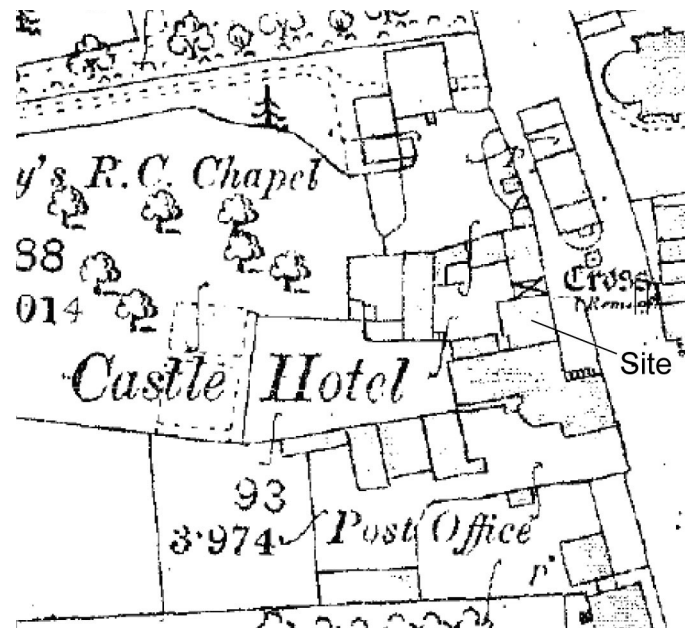 y's R.C. Chapel
88
014
Cross
Castle Hotel
Site
93
3·974
Post Office